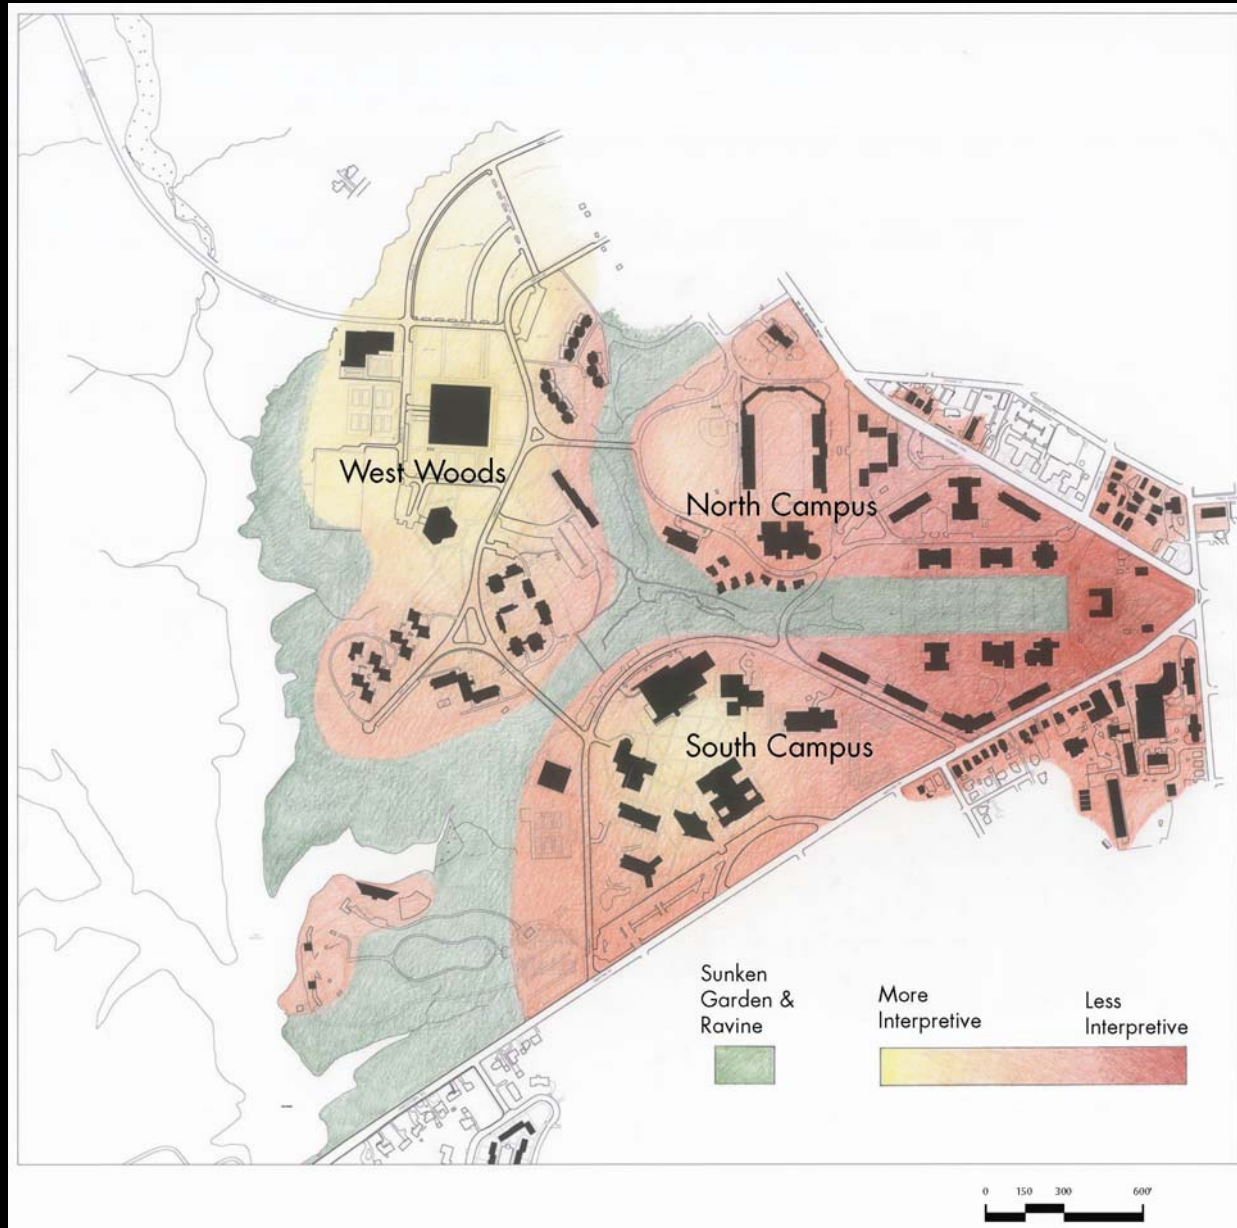 West Woods
North Campus
South Campus
Sunken
Garden &
Ravine
More
Interpretive
Less
Interpretive
0 150 300 600'